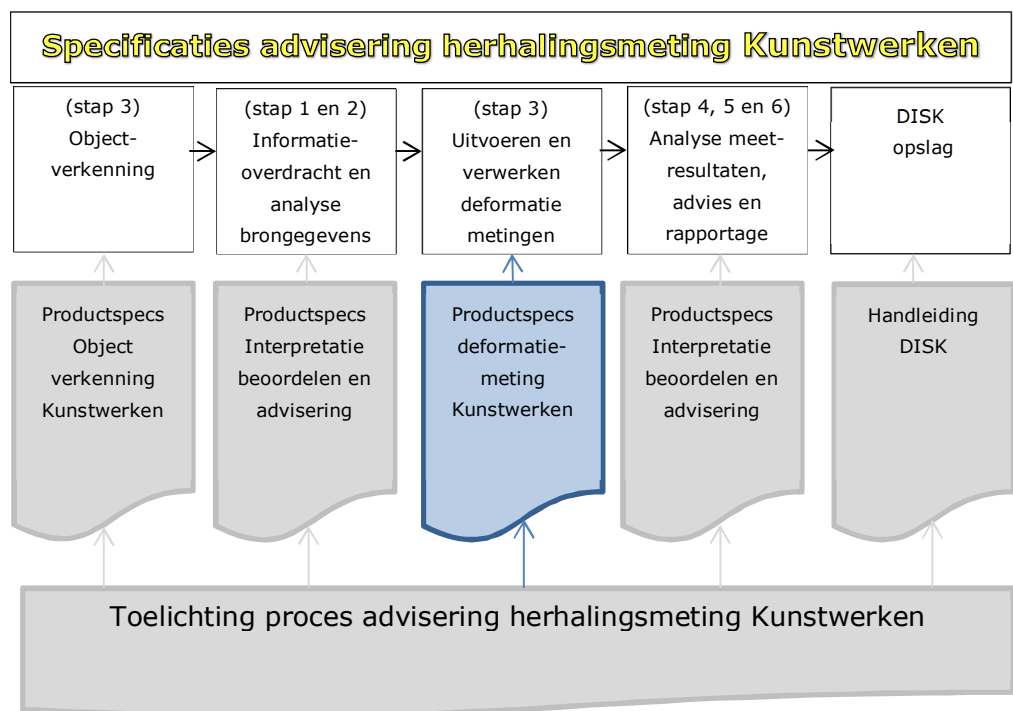 Specificaties advisering herhalingsmeting Kunstwerken
(stap 3)
Object-
verkenning
(stap 1 en 2)
Informatie-
overdracht en
analyse
brongegevens
(stap 3)
Uitvoeren en
verwerken
deformatie
metingen
(stap 4, 5 en 6)
Analyse meet-
resultaten,
advies en
rapportage
DISK
opslag
Productspecs
Object
verkenning
Kunstwerken
Productspecs
Interpretatie
beoordelen en
advisering
Productspecs
deformatie-
meting
Kunstwerken
Productspecs
Interpretatie
beoordelen en
advisering
Handleiding
DISK
Toelichting proces advisering herhalingsmeting Kunstwerken